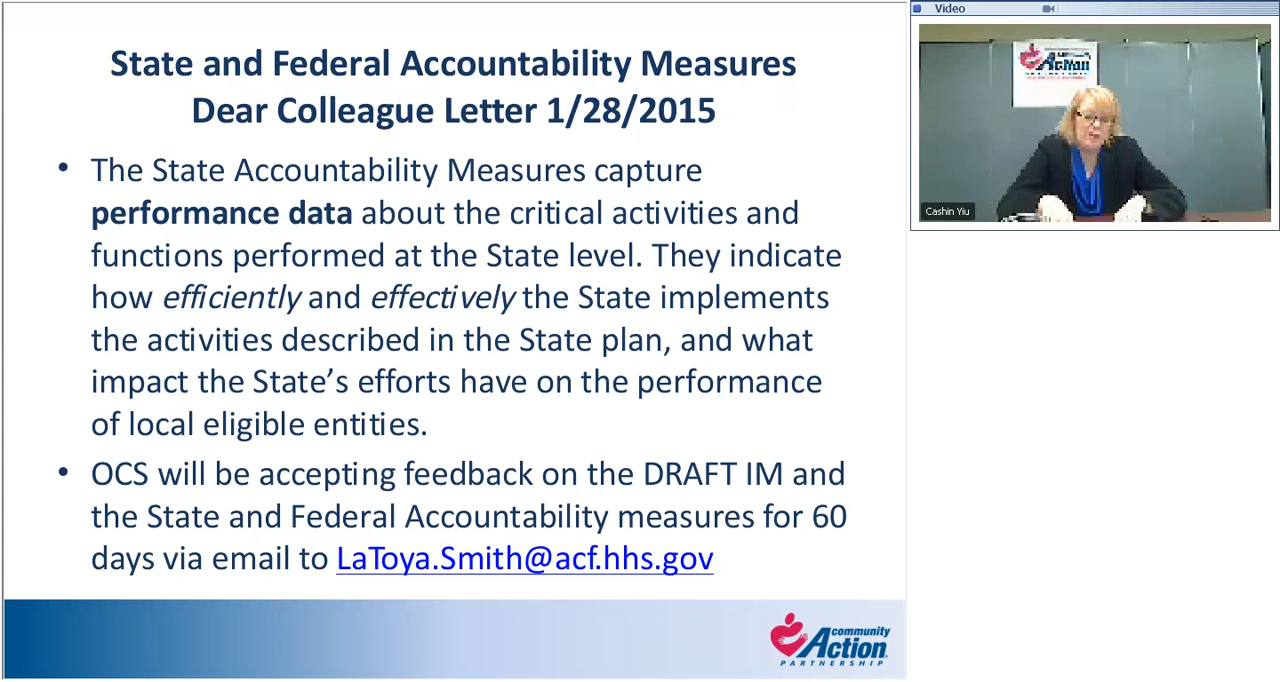 State and Federal Accountability Measures
Dear Colleague Letter 1/28/2015
• The State Accountability Measures capture
performance data about the critical activities and
functions performed at the State level. They indicate
how efficiently and effectively the State implements
the activities described in the State plan, and what
impact the State’s efforts have on the performance
of local eligible entities.
• OCS will be accepting feedback on the DRAFT IM and
the State and Federal Accountability measures for 60
days via email to LaToya.Smith@acf.hhs.gov
community
Action
PARTNERSHIP
Video
Action
Cashin Yiu